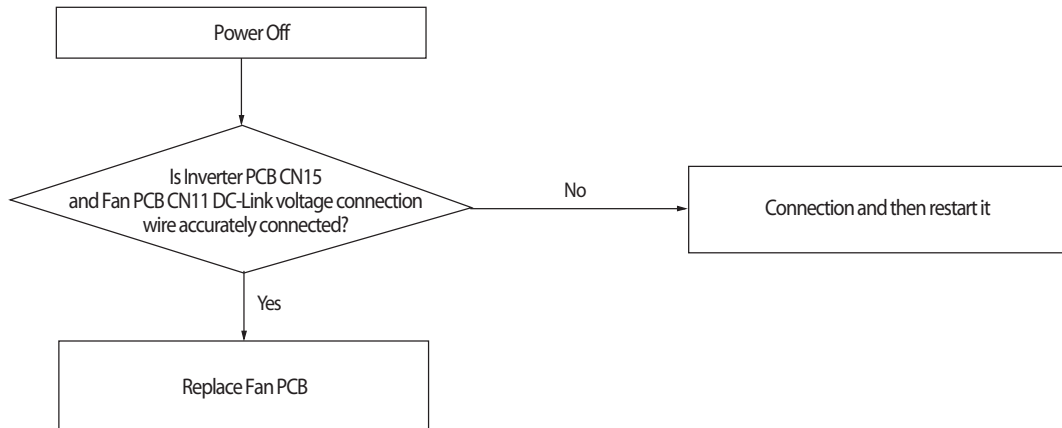 Power Off
Is Inverter PCB CN15
and Fan PCB CN11 DC-Link voltage connection
wire accurately connected?
No
Connection and then restart it
Yes
Replace Fan PCB